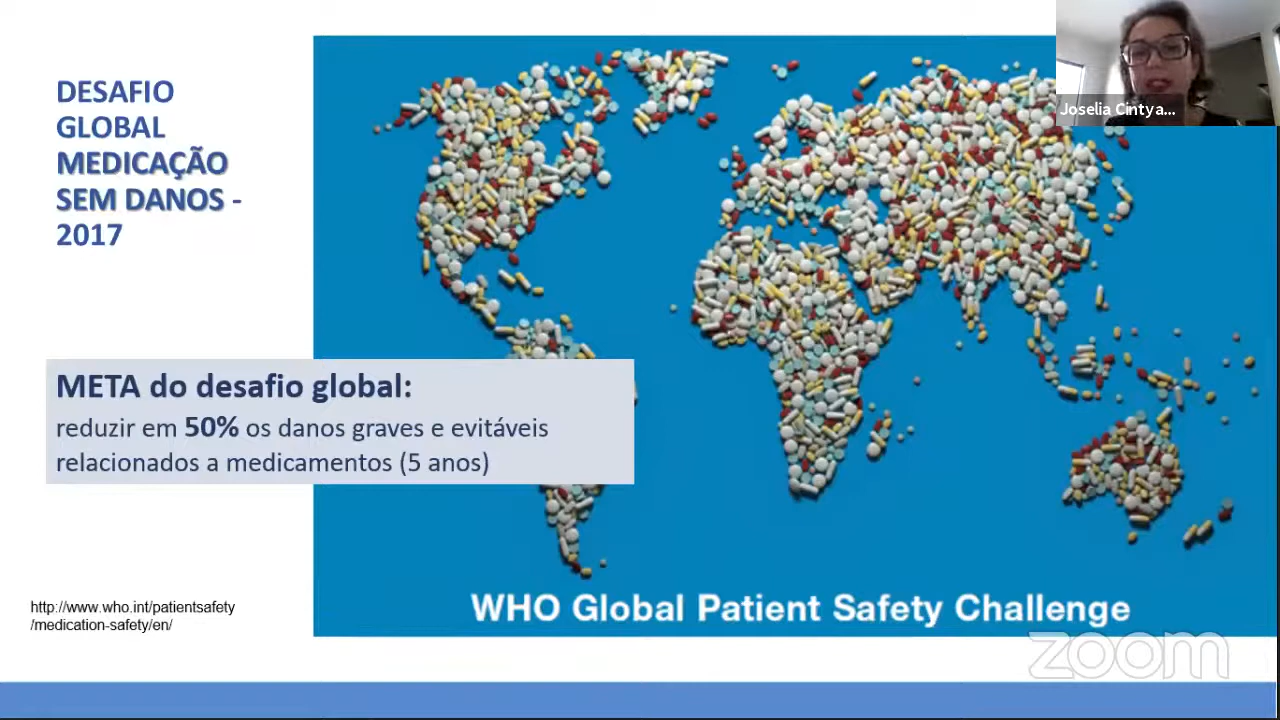 DESAFIO
GLOBAL
MEDICAÇÃO
SEM DANOS -
2017
Joselia Cintya...
META do desafio global:
reduzir em 50% os danos graves e evitáveis
relacionados a medicamentos (5 anos)
http://www.who.int/patientsafety
/medication-safety/en/
WHO Global Patient Safety Challenge
zoom